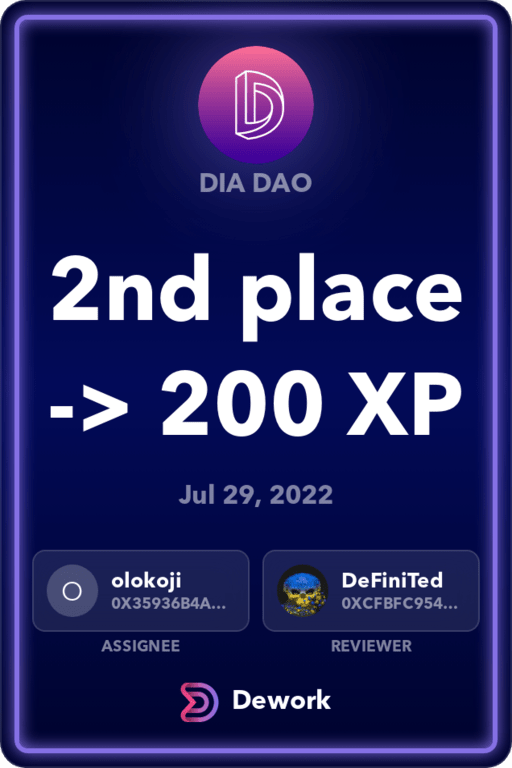 DIA DAO
2nd place
-> 200 XP
Jul 29, 2022
O
olokoji
0X35936B4A...
ASSIGNEE
DeFiniTed
0XCFBFC954...
REVIEWER
Dework